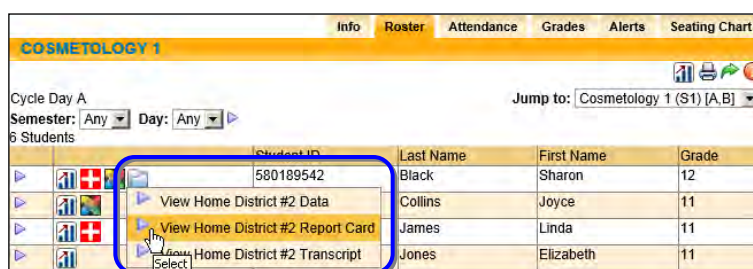 Info Roster Attendance Grades Alerts Seating Chart
COSMETOLOGY 1
Cycle Day A
Jump to: Cosmetology 1 (S1) [A,B]
Semester: Any Day: Any
6 Students
Student ID Last Name First Name Grade
580189542 Black Sharon 12
View Home District #2 Data Collins Joyce 11
View Home District #2 Report Card James Linda 11
View Home District #2 Transcript Jones Elizabeth 11
Select